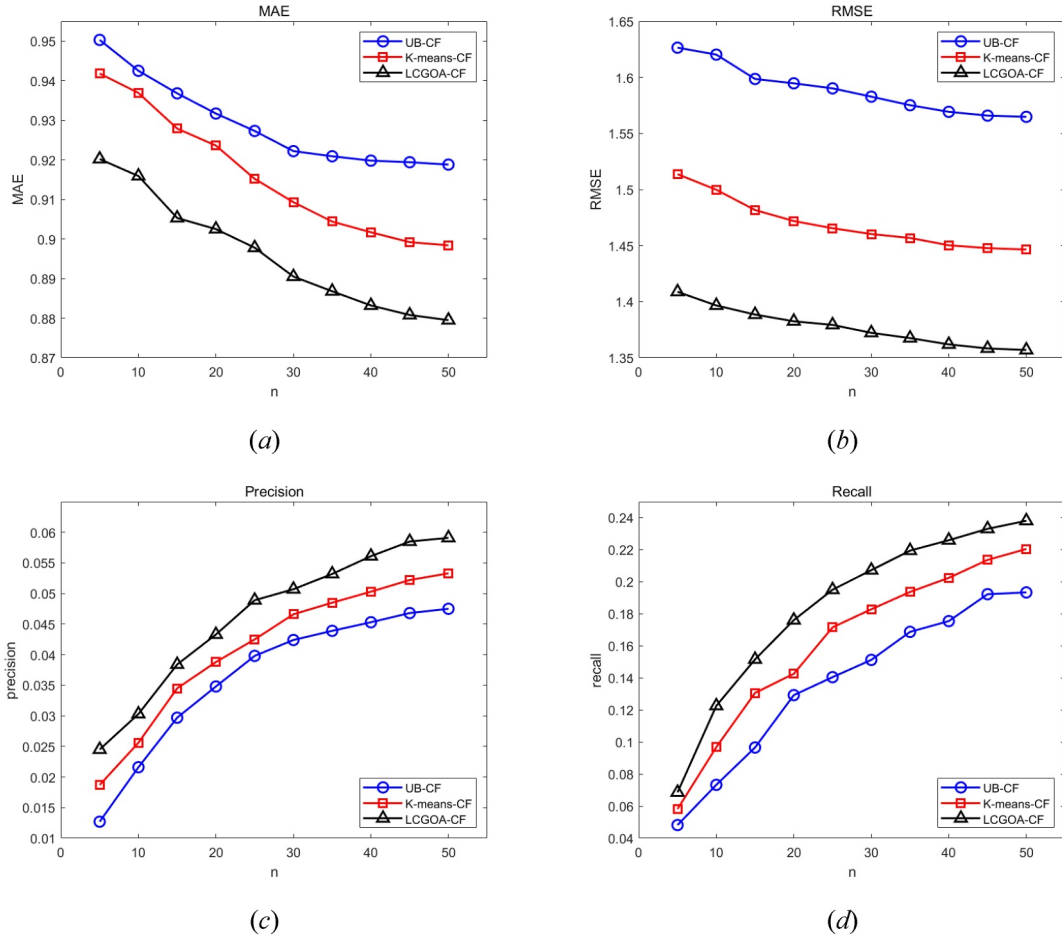 MAE
0.95
0.94
0.93
0.92
0.91
0.9
0.89
0.88
0.87
MAE
UB-CF
K-means-CF
LCGOA-CF
0 10 20 30 40 50
n
(a)
RMSE
1.65
1.6
1.55
1.5
1.45
1.4
1.35
RMSE
UB-CF
K-means-CF
LCGOA-CF
0 10 20 30 40 50
n
(b)
Precision
0.06
0.055
0.05
0.045
0.04
0.035
0.03
0.025
0.02
0.015
0.01
precision
UB-CF
K-means-CF
LCGOA-CF
0 10 20 30 40 50
n
(c)
Recall
0.24
0.22
0.2
0.18
0.16
0.14
0.12
0.1
0.08
0.06
0.04
recall
UB-CF
K-means-CF
LCGOA-CF
0 10 20 30 40 50
n
(d)